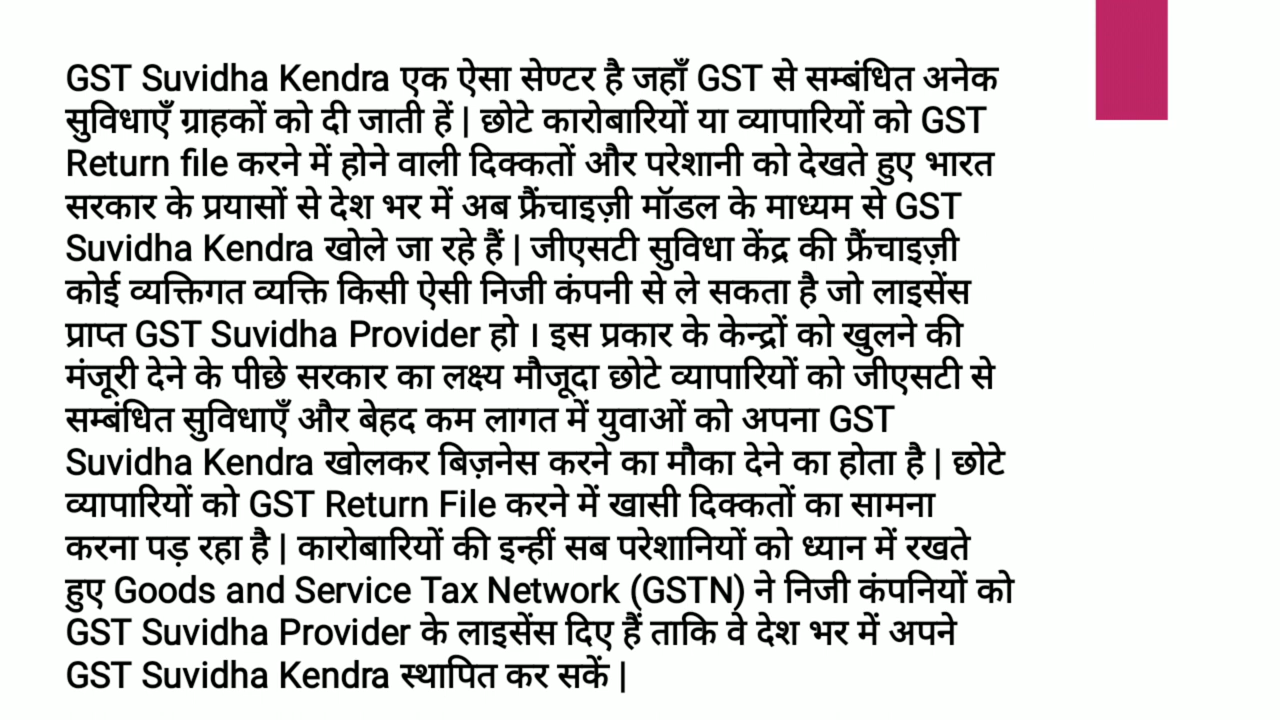 GST Suvidha Kendra एक ऐसा सेण्टर है जहाँ GST से सम्बंधित अनेक
सुविधाएँ ग्राहकों को दी जाती हें | छोटे कारोबारियों या व्यापारियों को GST
Return file करने में होने वाली दिक्कतों और परेशानी को देखते हुए भारत
सरकार के प्रयासों से देश भर में अब फ्रैंचाइज़ी मॉडल के माध्यम से GST
Suvidha Kendra खोले जा रहे हैं | जीएसटी सुविधा केंद्र की फ्रैंचाइज़ी
कोई व्यक्तिगत व्यक्ति किसी ऐसी निजी कंपनी से ले सकता है जो लाइसेंस
प्राप्त GST Suvidha Provider हो । इस प्रकार के केन्द्रों को खुलने की
मंजूरी देने के पीछे सरकार का लक्ष्य मौजूदा छोटे व्यापारियों को जीएसटी से
सम्बंधित सुविधाएँ और बेहद कम लागत में युवाओं को अपना GST
Suvidha Kendra खोलकर बिज़नेस करने का मौका देने का होता है | छोटे
व्यापारियों को GST Return File करने में खासी दिक्कतों का सामना
करना पड़ रहा है | कारोबारियों की इन्हीं सब परेशानियों को ध्यान में रखते
हुए Goods and Service Tax Network (GSTN) ने निजी कंपनियों को
GST Suvidha Provider के लाइसेंस दिए हैं ताकि वे देश भर में अपने
GST Suvidha Kendra स्थापित कर सकें |